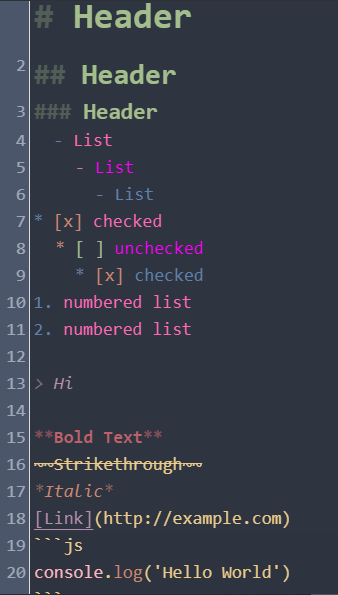 # Header
2 ## Header
3 ### Header
4 - List
5 - List
6 - List
7 * [x] checked
8 * [ ] unchecked
9 * [x] checked
10 1. numbered list
11 2. numbered list
12
13 > Hi
14
15 **Bold Text**
16 ~~Strikethrough~~
17 *Italic*
18 [Link](http://example.com)
19 ```js
20 console.log('Hello World')
```